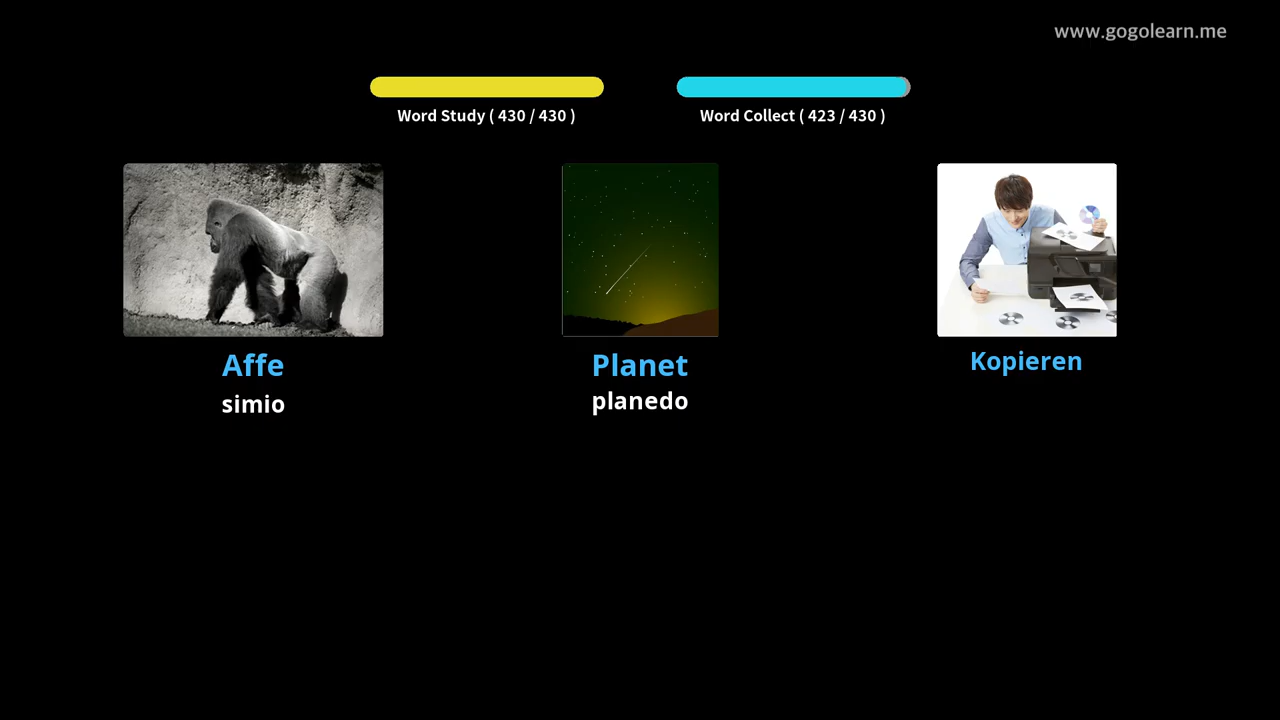 www.gogolearn.me
Word Study ( 430 / 430 )
Word Collect ( 423 / 430 )
Affe
simio
Planet
planedo
Kopieren